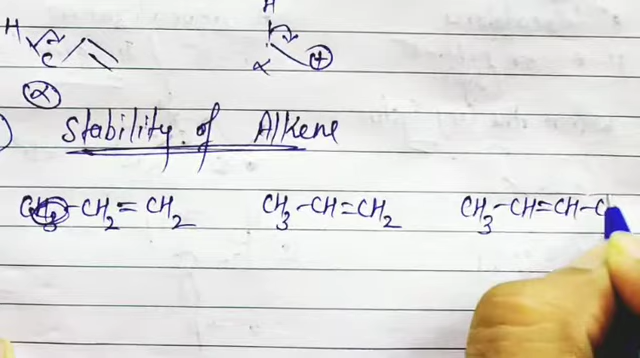 H H
C α +
α
Stability of Alkene
CH₃-CH₂=CH₂ CH₃-CH=CH₂ CH₃-CH=CH-C